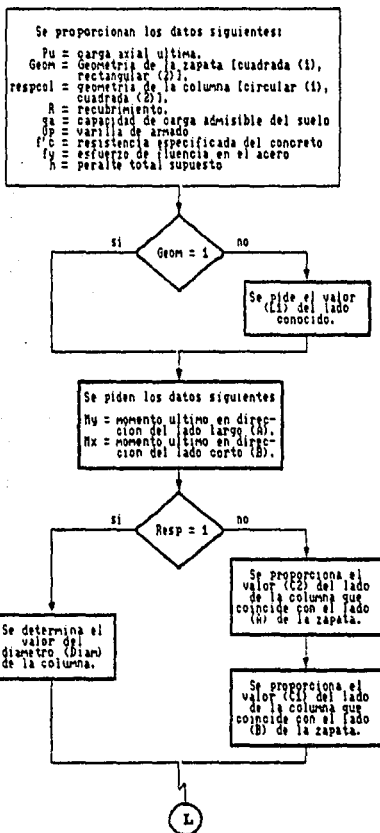 Se proporcionan los datos siguientes:
Pu = carga axial ultima.
Geom = Geometria de la zapata [cuadrada (1),
rectangular (2)].
respcol = geometria de la columna [circular (1),
cuadrada (2)].
R = recubrimiento.
qa = capacidad de carga admisible del suelo
Op = varilla de armado
f'c = resistencia especificada del concreto
fy = esfuerzo de fluencia en el acero
h = peralte total supuesto
si
no
Geom = 1
Se pide el valor
(L1) del lado
conocido.
Se piden los datos siguientes
My = momento ultimo en direc-
cion del lado largo (A).
Mx = momento ultimo en direc-
cion del lado corto (B).
si
no
Resp = 1
Se determina el
valor del
diametro (Diam)
de la columna.
Se proporciona el
valor (C2) del lado
de la columna que
coincide con el lado
(A) de la zapata.
Se proporciona el
valor (C1) del lado
de la columna que
coincide con el lado
(B) de la zapata.
L